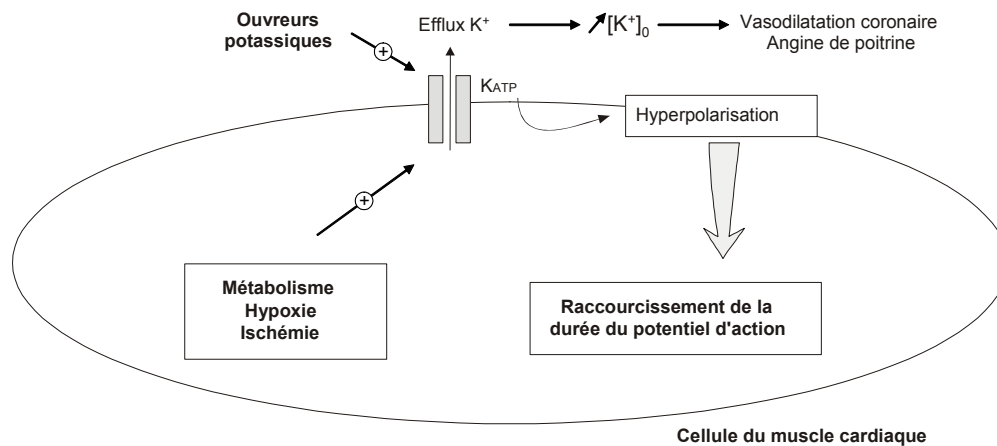 Ouvreurs
potassiques
Efflux K⁺
[K⁺]₀
Vasodilatation coronaire
Angine de poitrine
+
KATP
Hyperpolarisation
+
Métabolisme
Hypoxie
Ischémie
Raccourcissement de la
durée du potentiel d'action
Cellule du muscle cardiaque